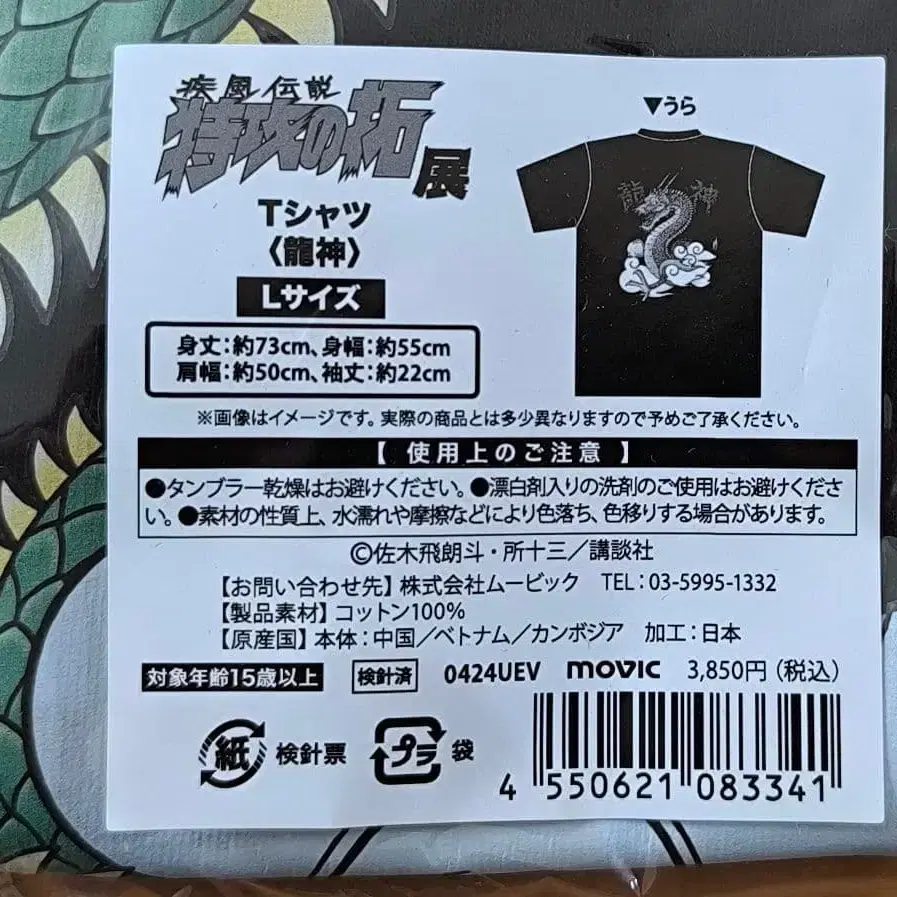 疾風伝説
特攻の拓展
▼うら
龍神
Tシャツ
〈龍神〉
Lサイズ
身丈：約73cm、身幅：約55cm
肩幅：約50cm、袖丈：約22cm
※画像はイメージです。実際の商品とは多少異なりますので予めご了承ください。
【 使用上のご注意 】
●タンブラー乾燥はお避けください。●漂白剤入りの洗剤のご使用はお避けくださ
い。●素材の性質上、水濡れや摩擦などにより色落ち、色移りする場合があります。
©佐木飛朗斗・所十三／講談社
【お問い合わせ先】株式会社ムービック　TEL：03-5995-1332
【製品素材】コットン100%
【原産国】本体：中国／ベトナム／カンボジア　加工：日本
対象年齢15歳以上 検針済 0424UEV movic 3,850円（税込）
紙 検針票 プラ 袋
4 550621 083341